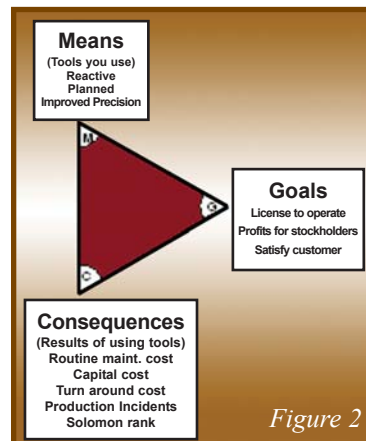 Means
(Tools you use)
Reactive
Planned
Improved Precision
M
G
Goals
License to operate
Profits for stockholders
Satisfy customer
C
Consequences
(Results of using tools)
Routine maint. cost
Capital cost
Turn around cost
Production Incidents
Solomon rank
Figure 2